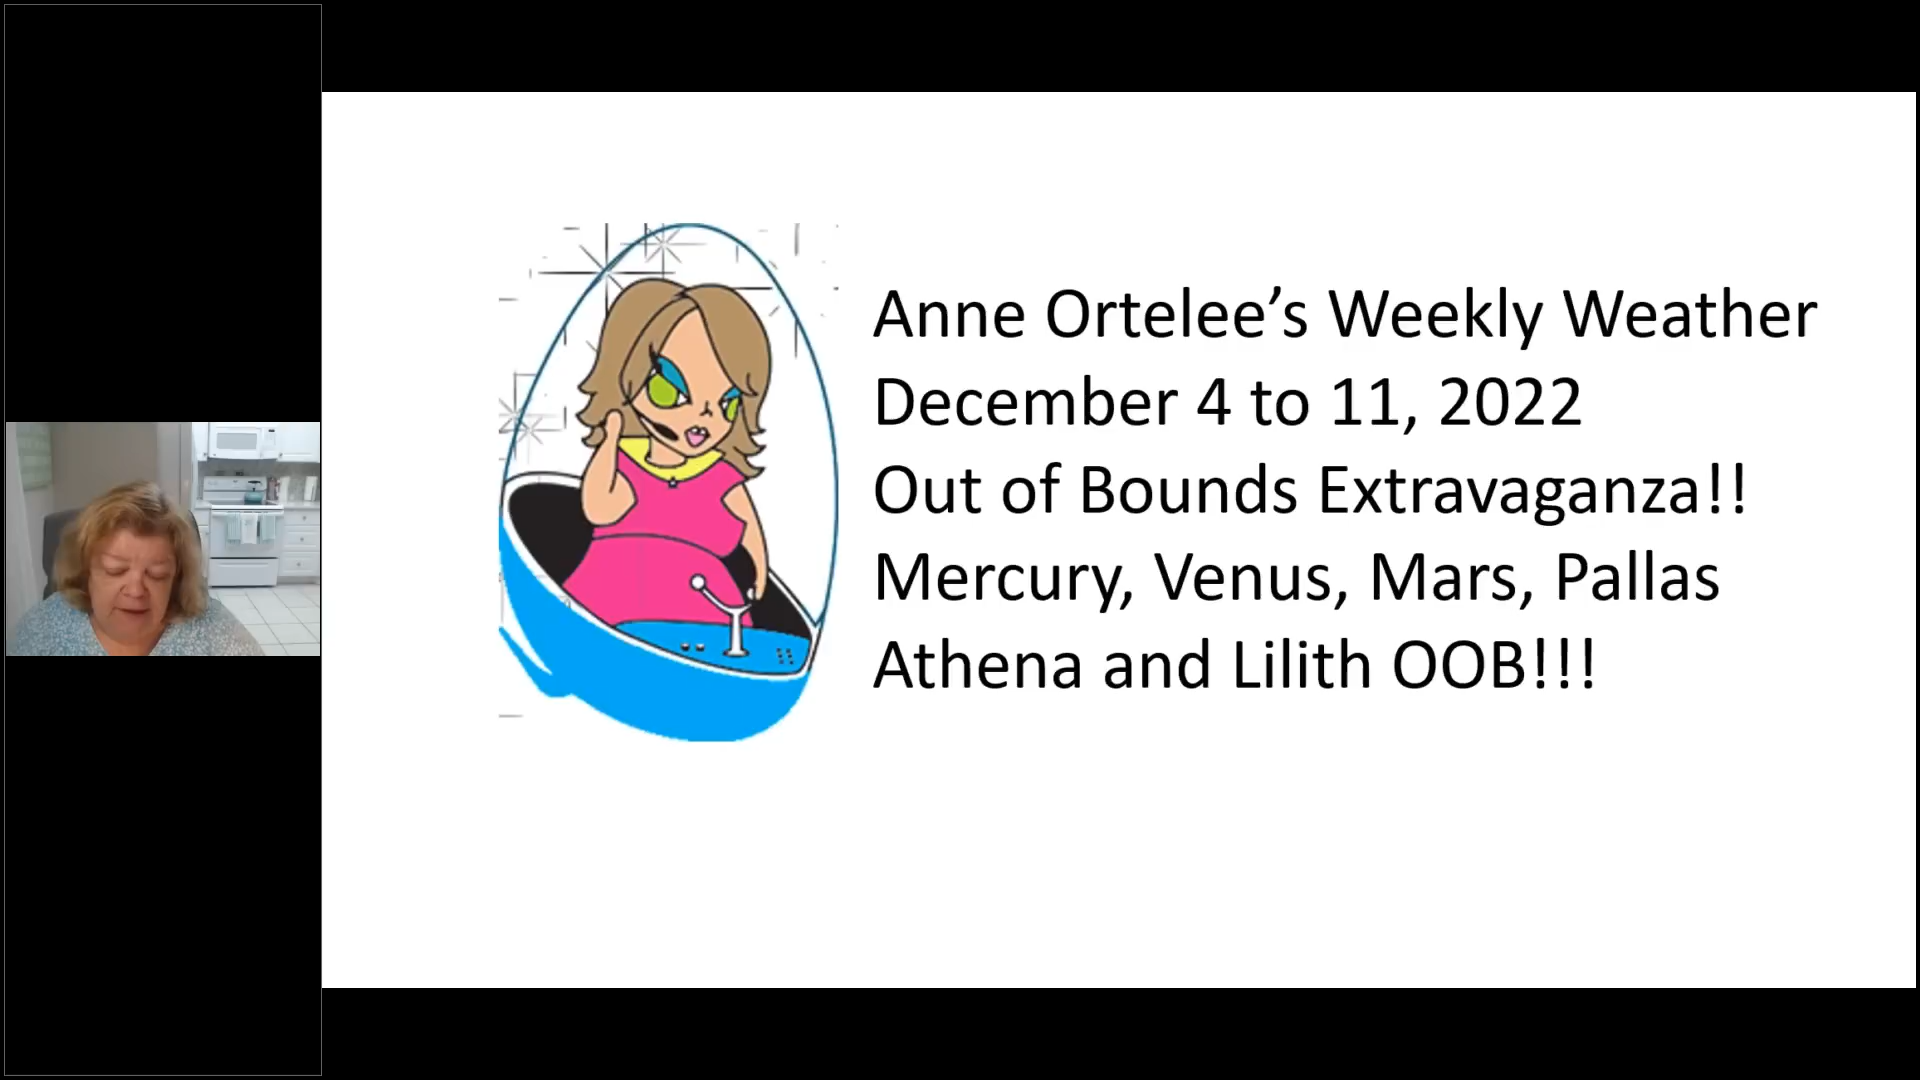 Anne Ortelee’s Weekly Weather
December 4 to 11, 2022
Out of Bounds Extravaganza!!
Mercury, Venus, Mars, Pallas
Athena and Lilith OOB!!!